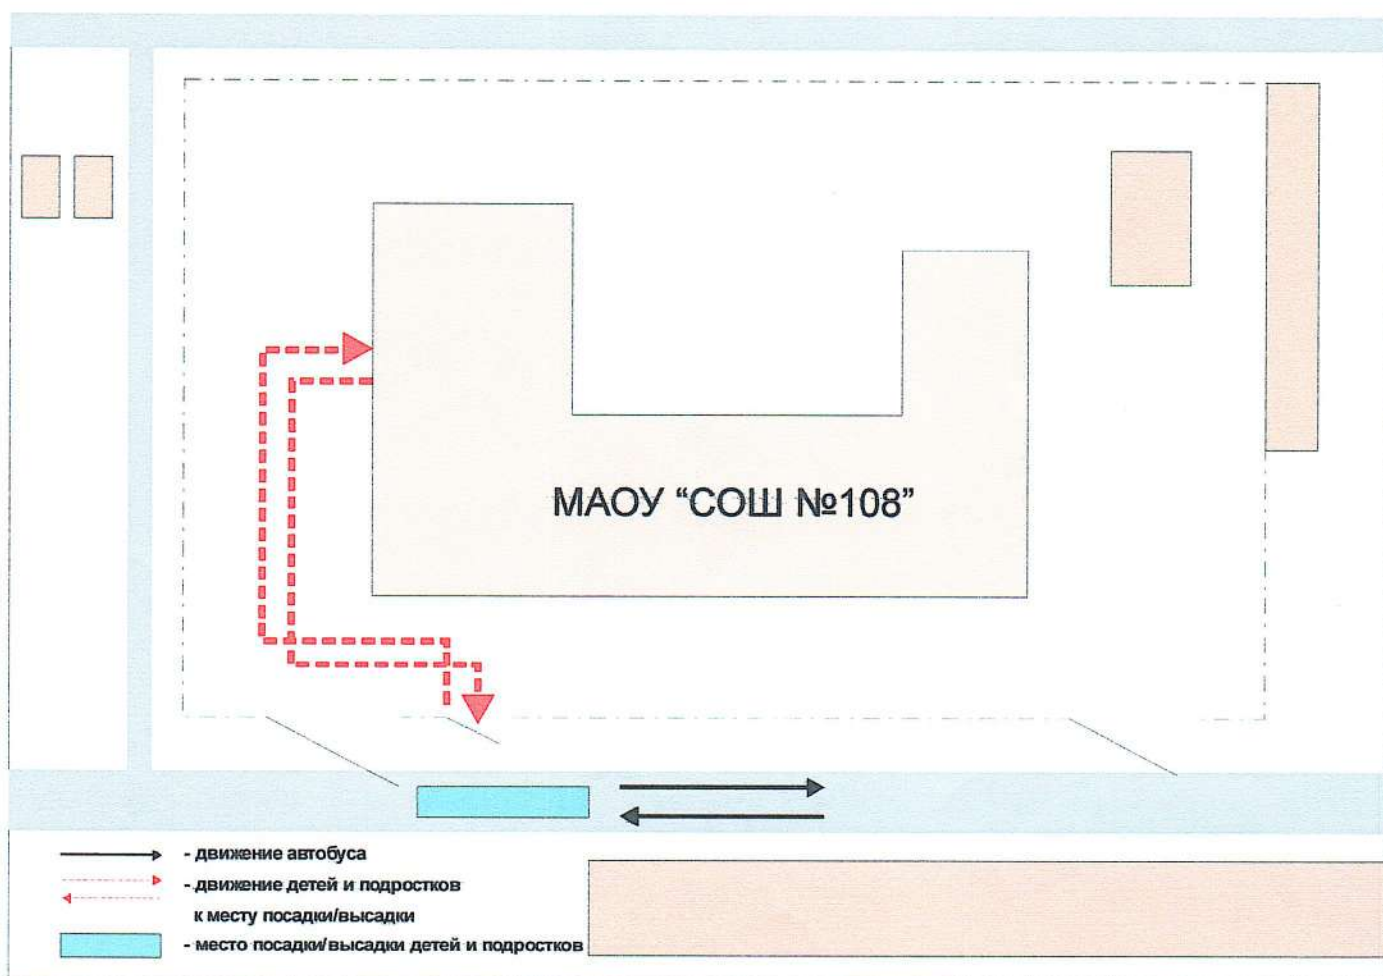 МАОУ “СОШ №108”
- движение автобуса
- движение детей и подростков
к месту посадки/высадки
- место посадки/высадки детей и подростков